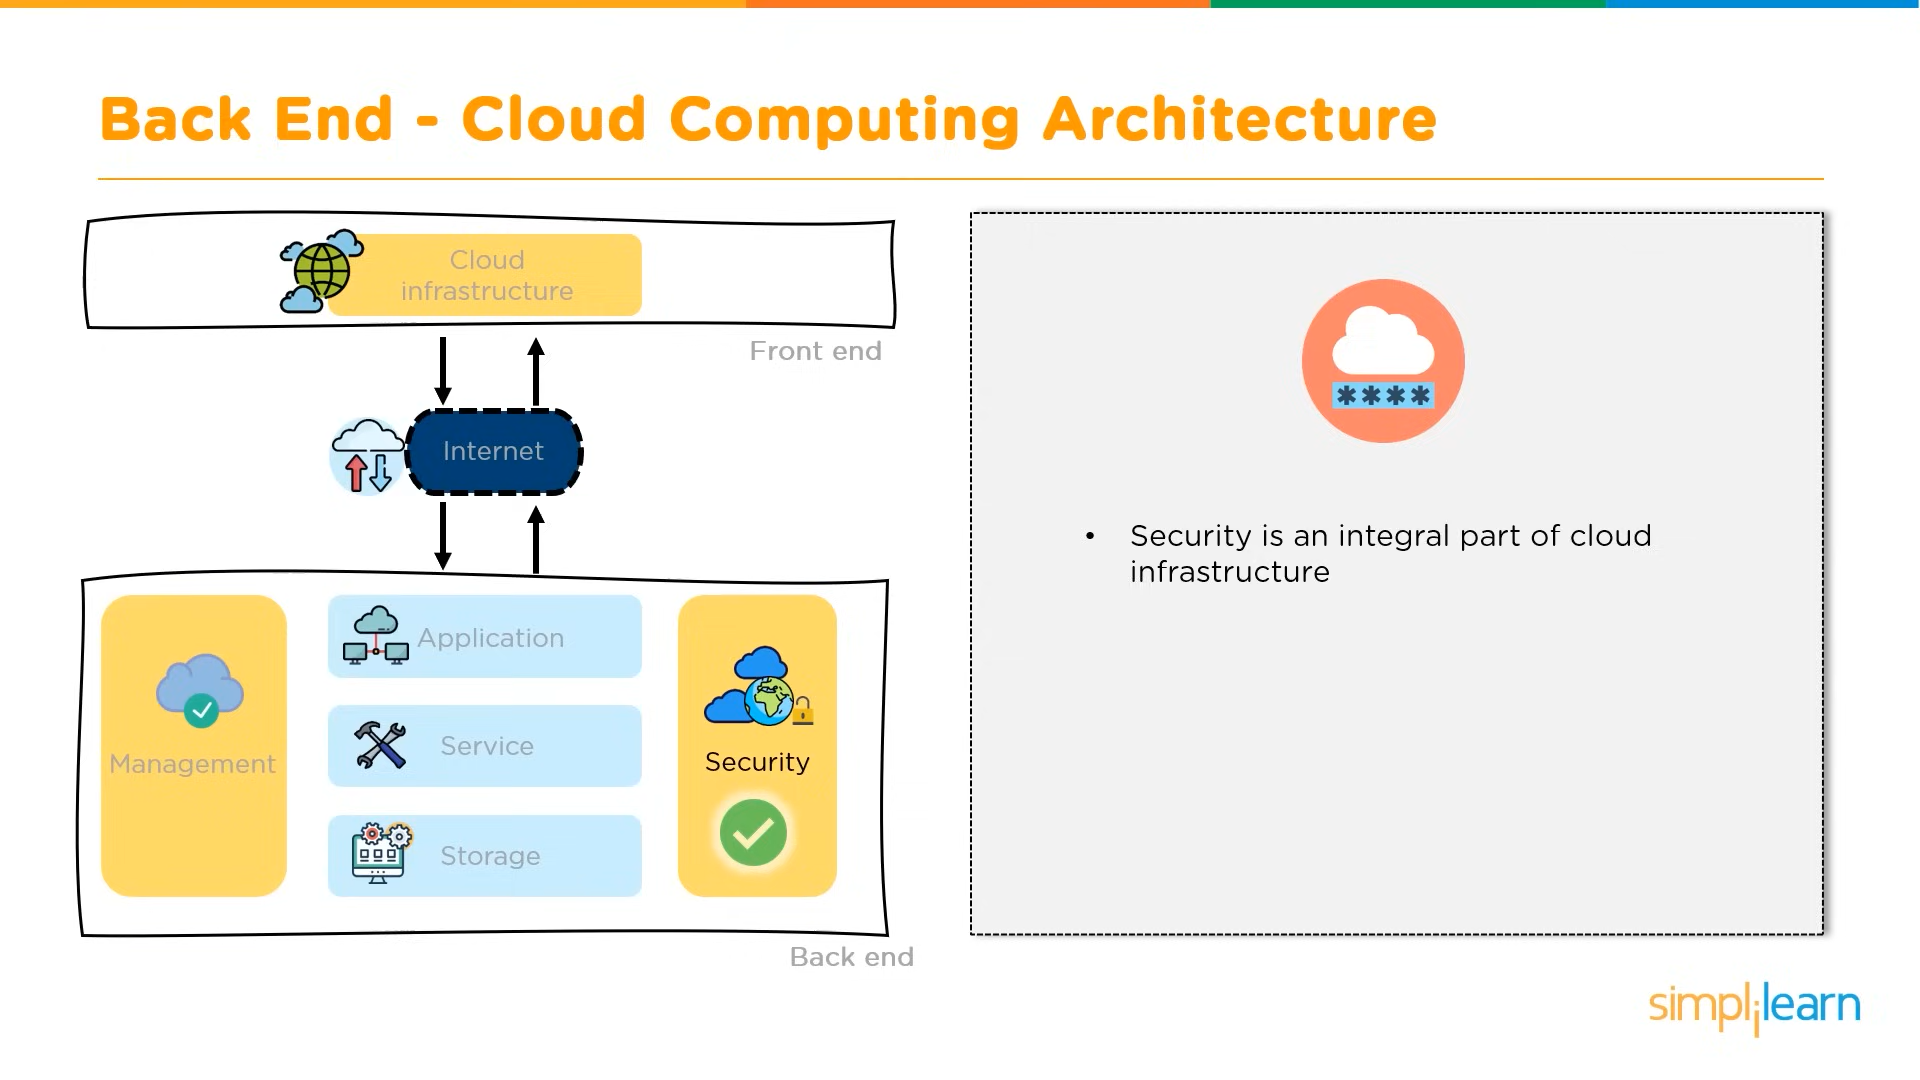 Back End - Cloud Computing Architecture
Cloud
infrastructure
Front end
Internet
Management
Application
Service
Storage
Security
Back end
****
• Security is an integral part of cloud
infrastructure
simplilearn